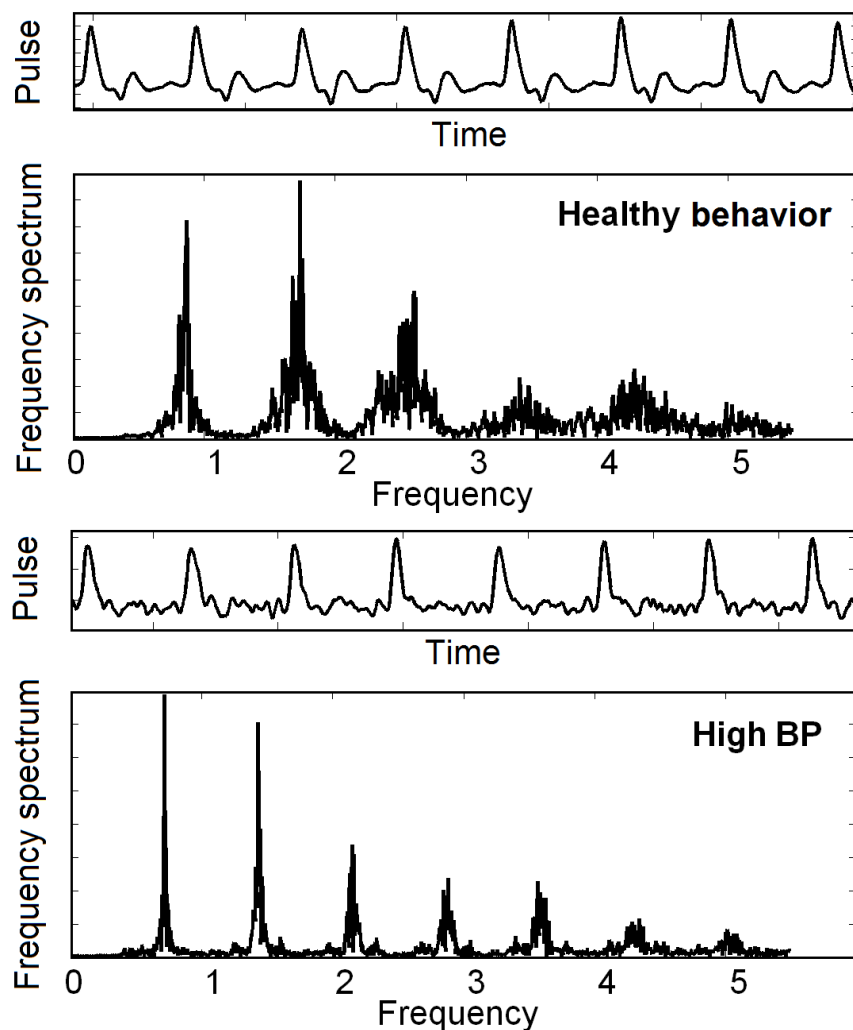 Pulse
Time
Frequency spectrum
Healthy behavior
0 1 2 3 4 5
Frequency
Pulse
Time
Frequency spectrum
High BP
0 1 2 3 4 5
Frequency